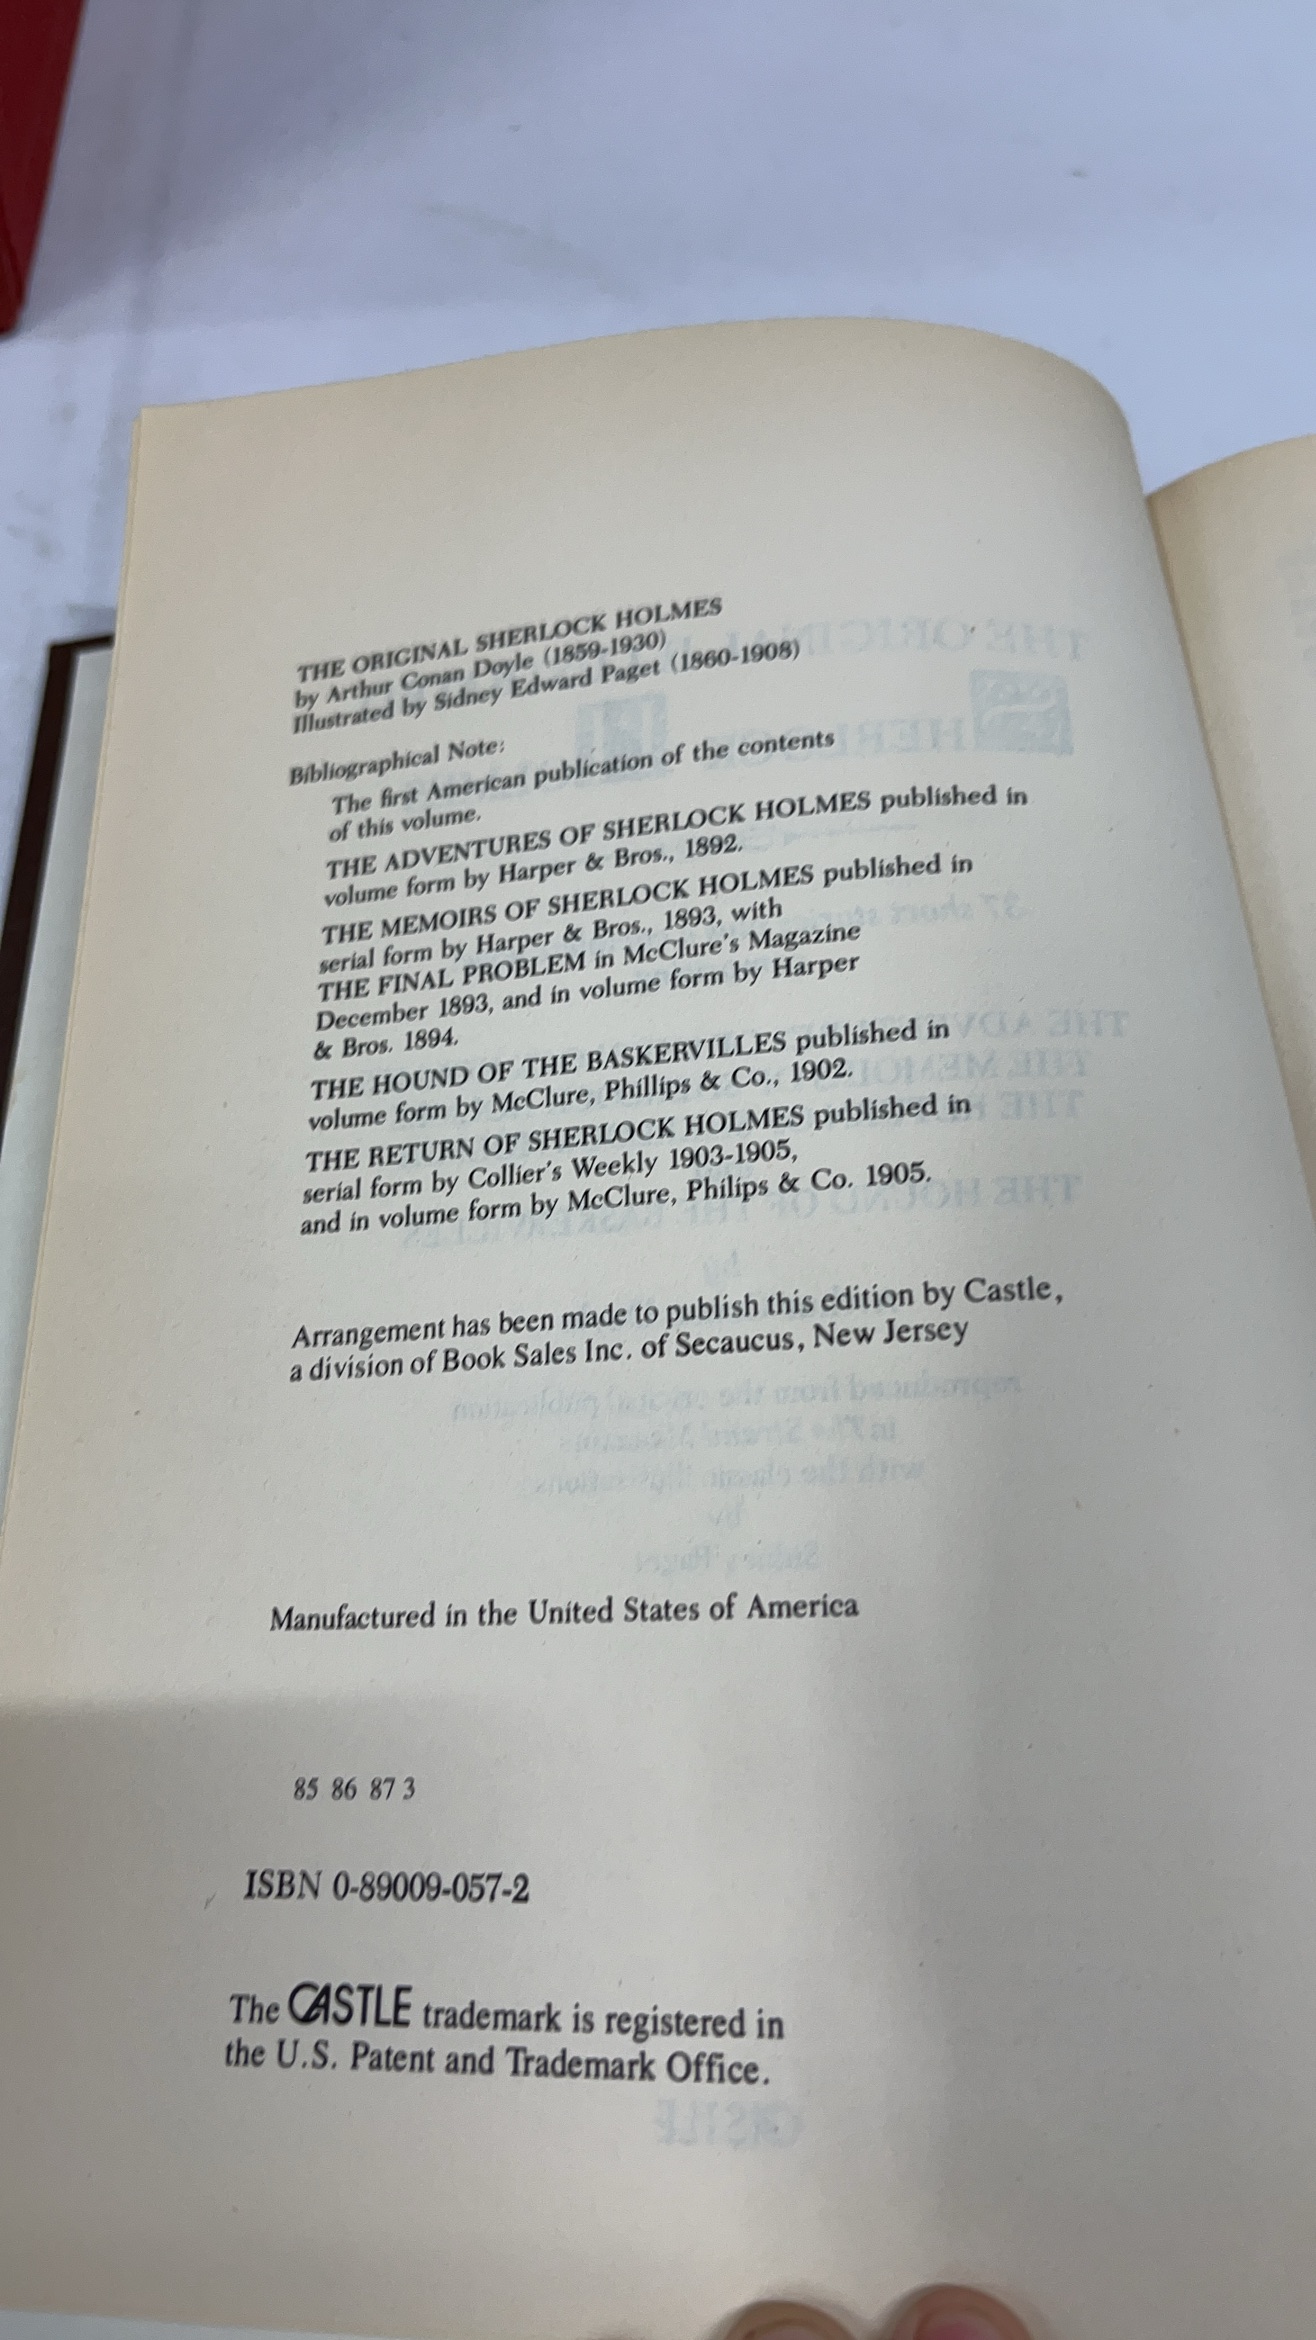 THE ORIGINAL SHERLOCK HOLMES
by Arthur Conan Doyle (1859-1930)
Illustrated by Sidney Edward Paget (1860-1908)
Bibliographical Note:
The first American publication of the contents
of this volume.
THE ADVENTURES OF SHERLOCK HOLMES published in
volume form by Harper & Bros., 1892.
THE MEMOIRS OF SHERLOCK HOLMES published in
serial form by Harper & Bros., 1893, with
THE FINAL PROBLEM in McClure's Magazine
December 1893, and in volume form by Harper
& Bros. 1894.
THE HOUND OF THE BASKERVILLES published in
volume form by McClure, Phillips & Co., 1902.
THE RETURN OF SHERLOCK HOLMES published in
serial form by Collier's Weekly 1903-1905,
and in volume form by McClure, Philips & Co. 1905.
Arrangement has been made to publish this edition by Castle,
a division of Book Sales Inc. of Secaucus, New Jersey
Manufactured in the United States of America
85 86 87 3
ISBN 0-89009-057-2
The CASTLE trademark is registered in
the U.S. Patent and Trademark Office.